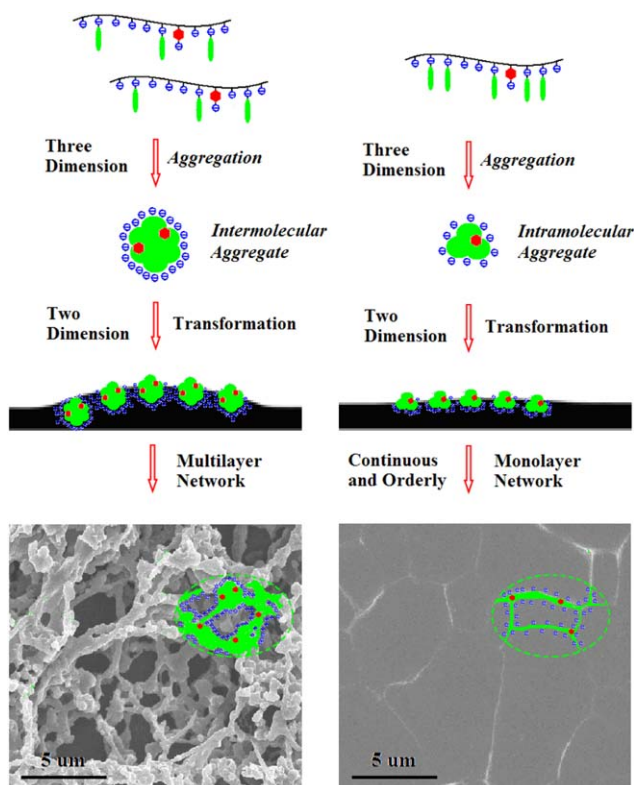 Three
Dimension
Aggregation
Intermolecular
Aggregate
Two
Dimension
Transformation
Multilayer
Network
5 um
Three
Dimension
Aggregation
Intramolecular
Aggregate
Two
Dimension
Transformation
Continuous
and Orderly
Monolayer
Network
5 um